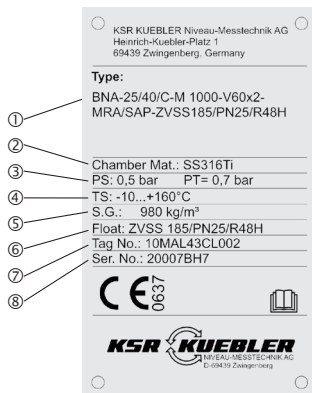 KSR KUEBLER Niveau-Messtechnik AG
Heinrich-Kuebler-Platz 1
69439 Zwingenberg, Germany
Type:
① BNA-25/40/C-M 1000-V60x2-
MRA/SAP-ZVSS185/PN25/R48H
② Chamber Mat.: SS316Ti
③ PS: 0,5 bar PT= 0,7 bar
④ TS: -10...+160°C
⑤ S.G.: 980 kg/m³
⑥ Float: ZVSS 185/PN25/R48H
⑦ Tag No.: 10MAL43CL002
⑧ Ser. No.: 20007BH7
CE 0637
KSR KUEBLER
NIVEAU-MESSTECHNIK AG
D-69439 Zwingenberg